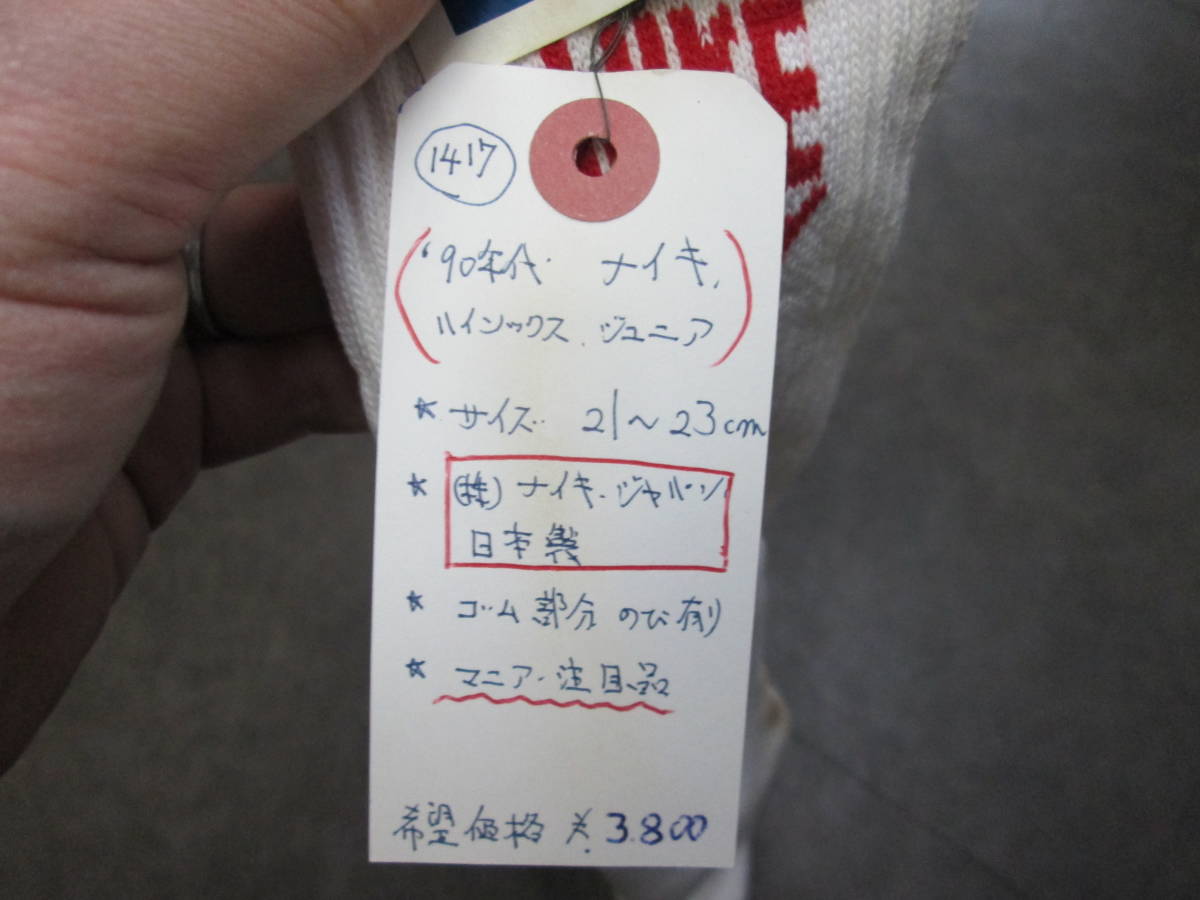 1417
'90年代 ナイキ.
ハイソックス. ジュニア
* サイズ 21~23cm
* (株) ナイキ・ジャパン
日本製
* ゴム部分 のび有り
* マニア・注目品
希望価格 ¥.3.800